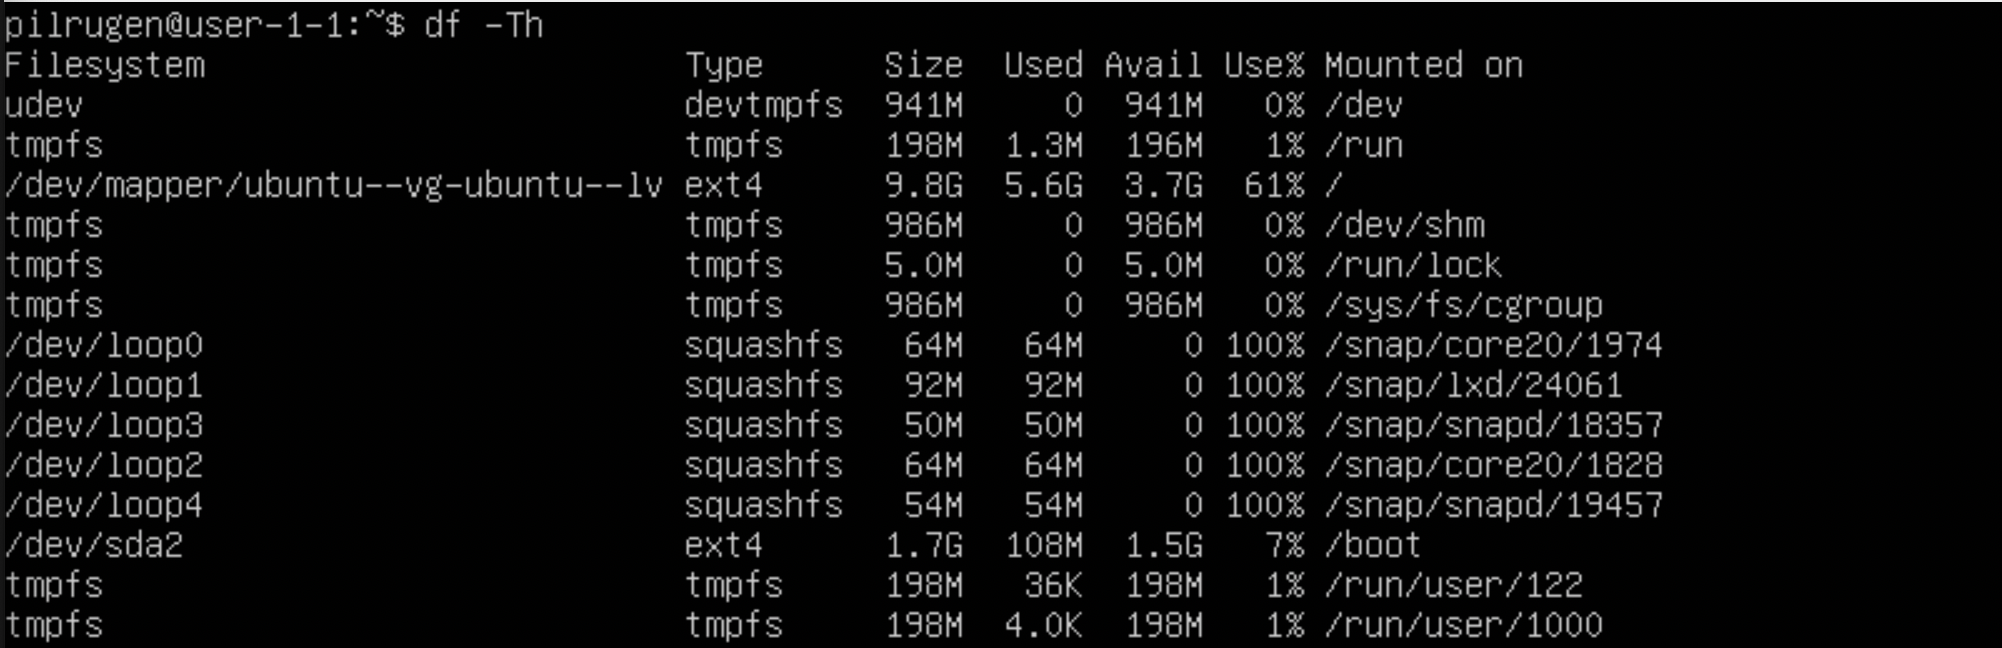 pilrugen@user-1-1:~$ df -Th
Filesystem                        Type      Size  Used Avail Use% Mounted on
udev                              devtmpfs  941M     0  941M   0% /dev
tmpfs                             tmpfs     198M  1.3M  196M   1% /run
/dev/mapper/ubuntu--vg-ubuntu--lv ext4      9.8G  5.6G  3.7G  61% /
tmpfs                             tmpfs     986M     0  986M   0% /dev/shm
tmpfs                             tmpfs     5.0M     0  5.0M   0% /run/lock
tmpfs                             tmpfs     986M     0  986M   0% /sys/fs/cgroup
/dev/loop0                        squashfs   64M   64M     0 100% /snap/core20/1974
/dev/loop1                        squashfs   92M   92M     0 100% /snap/lxd/24061
/dev/loop3                        squashfs   50M   50M     0 100% /snap/snapd/18357
/dev/loop2                        squashfs   64M   64M     0 100% /snap/core20/1828
/dev/loop4                        squashfs   54M   54M     0 100% /snap/snapd/19457
/dev/sda2                         ext4      1.7G  108M  1.5G   7% /boot
tmpfs                             tmpfs     198M   36K  198M   1% /run/user/122
tmpfs                             tmpfs     198M  4.0K  198M   1% /run/user/1000